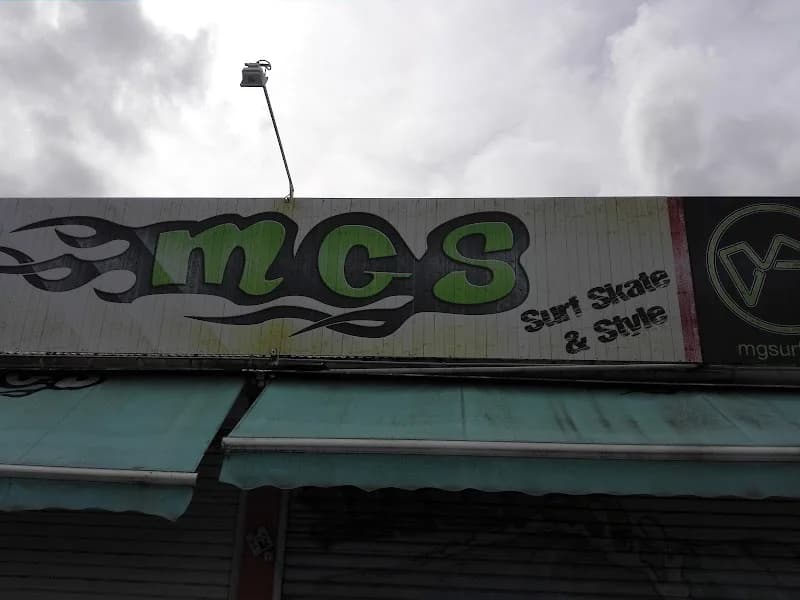 mGS
Surf Skate
& Style
mgsurf